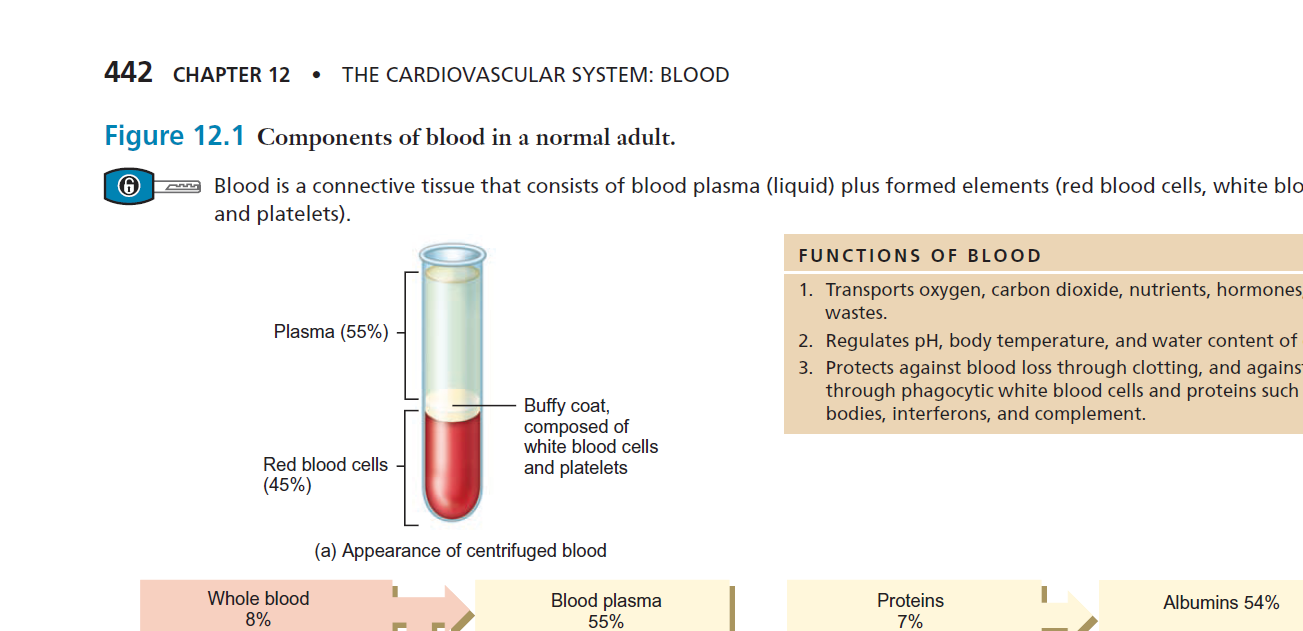 442 CHAPTER 12 • THE CARDIOVASCULAR SYSTEM: BLOOD
Figure 12.1 Components of blood in a normal adult.
Blood is a connective tissue that consists of blood plasma (liquid) plus formed elements (red blood cells, white blo
and platelets).
Plasma (55%)
Buffy coat,
composed of
white blood cells
and platelets
Red blood cells
(45%)
(a) Appearance of centrifuged blood
FUNCTIONS OF BLOOD
1. Transports oxygen, carbon dioxide, nutrients, hormones,
wastes.
2. Regulates pH, body temperature, and water content of
3. Protects against blood loss through clotting, and against
through phagocytic white blood cells and proteins such
bodies, interferons, and complement.
Whole blood
8%
Blood plasma
55%
Proteins
7%
Albumins 54%